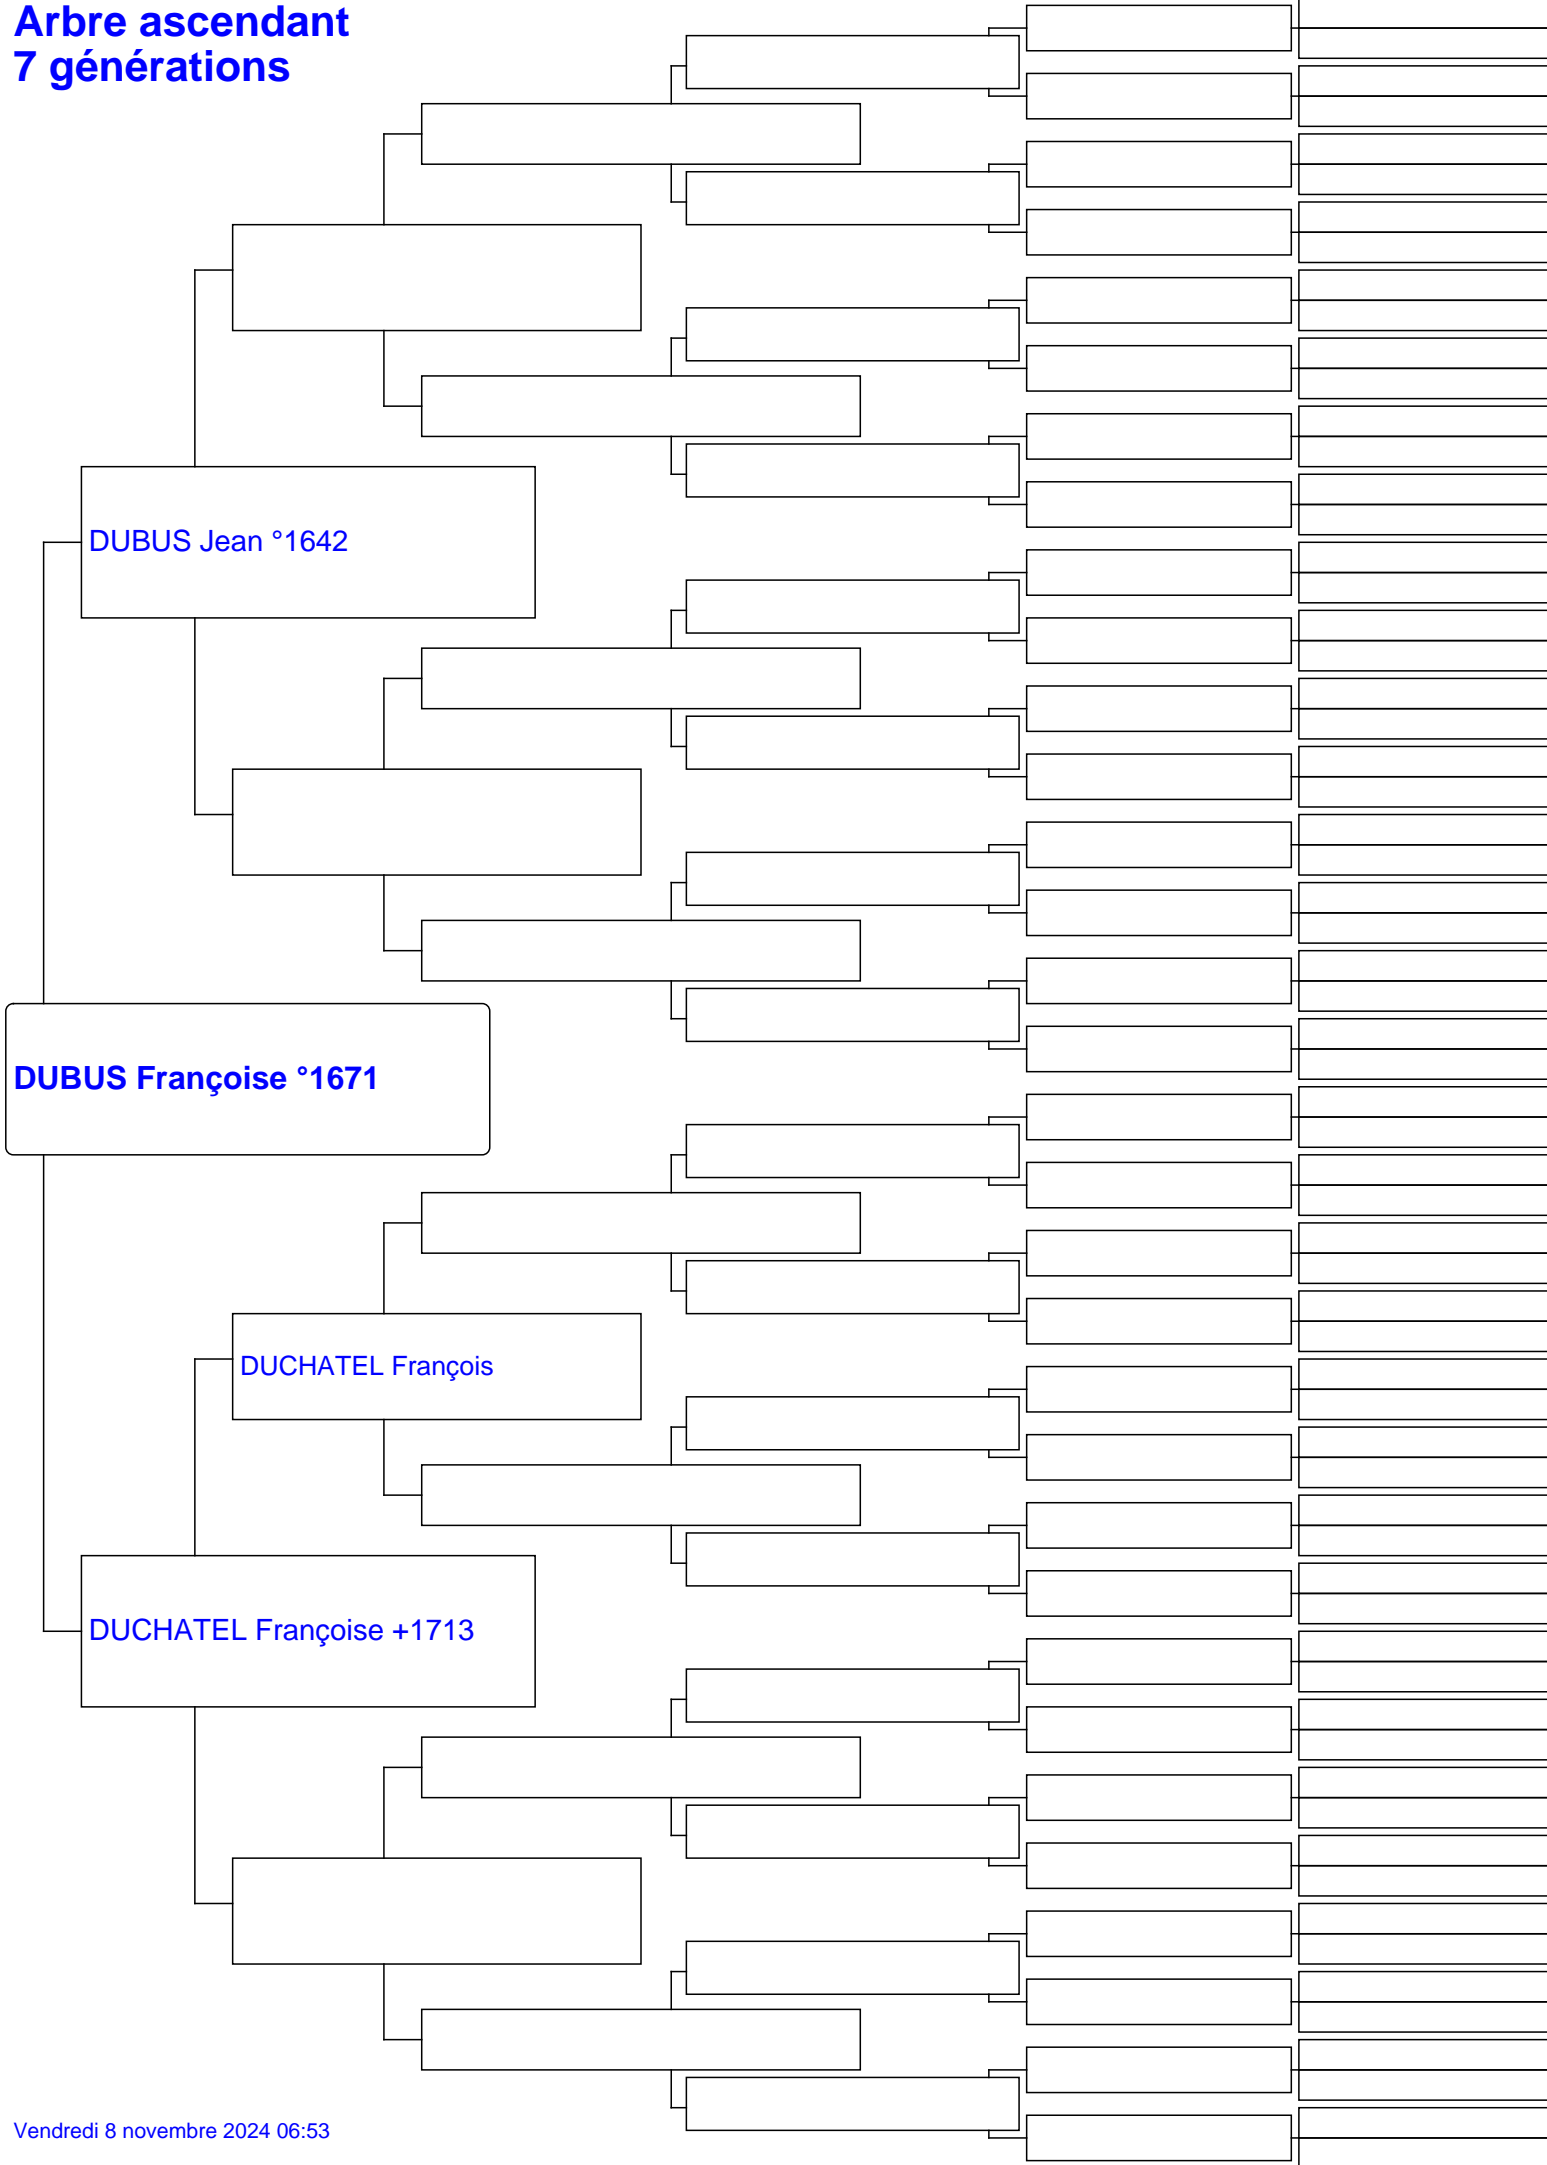 Arbre ascendant
7 générations
DUBUS Jean °1642
DUBUS Françoise °1671
DUCHATEL François
DUCHATEL Françoise +1713
Vendredi 8 novembre 2024 06:53